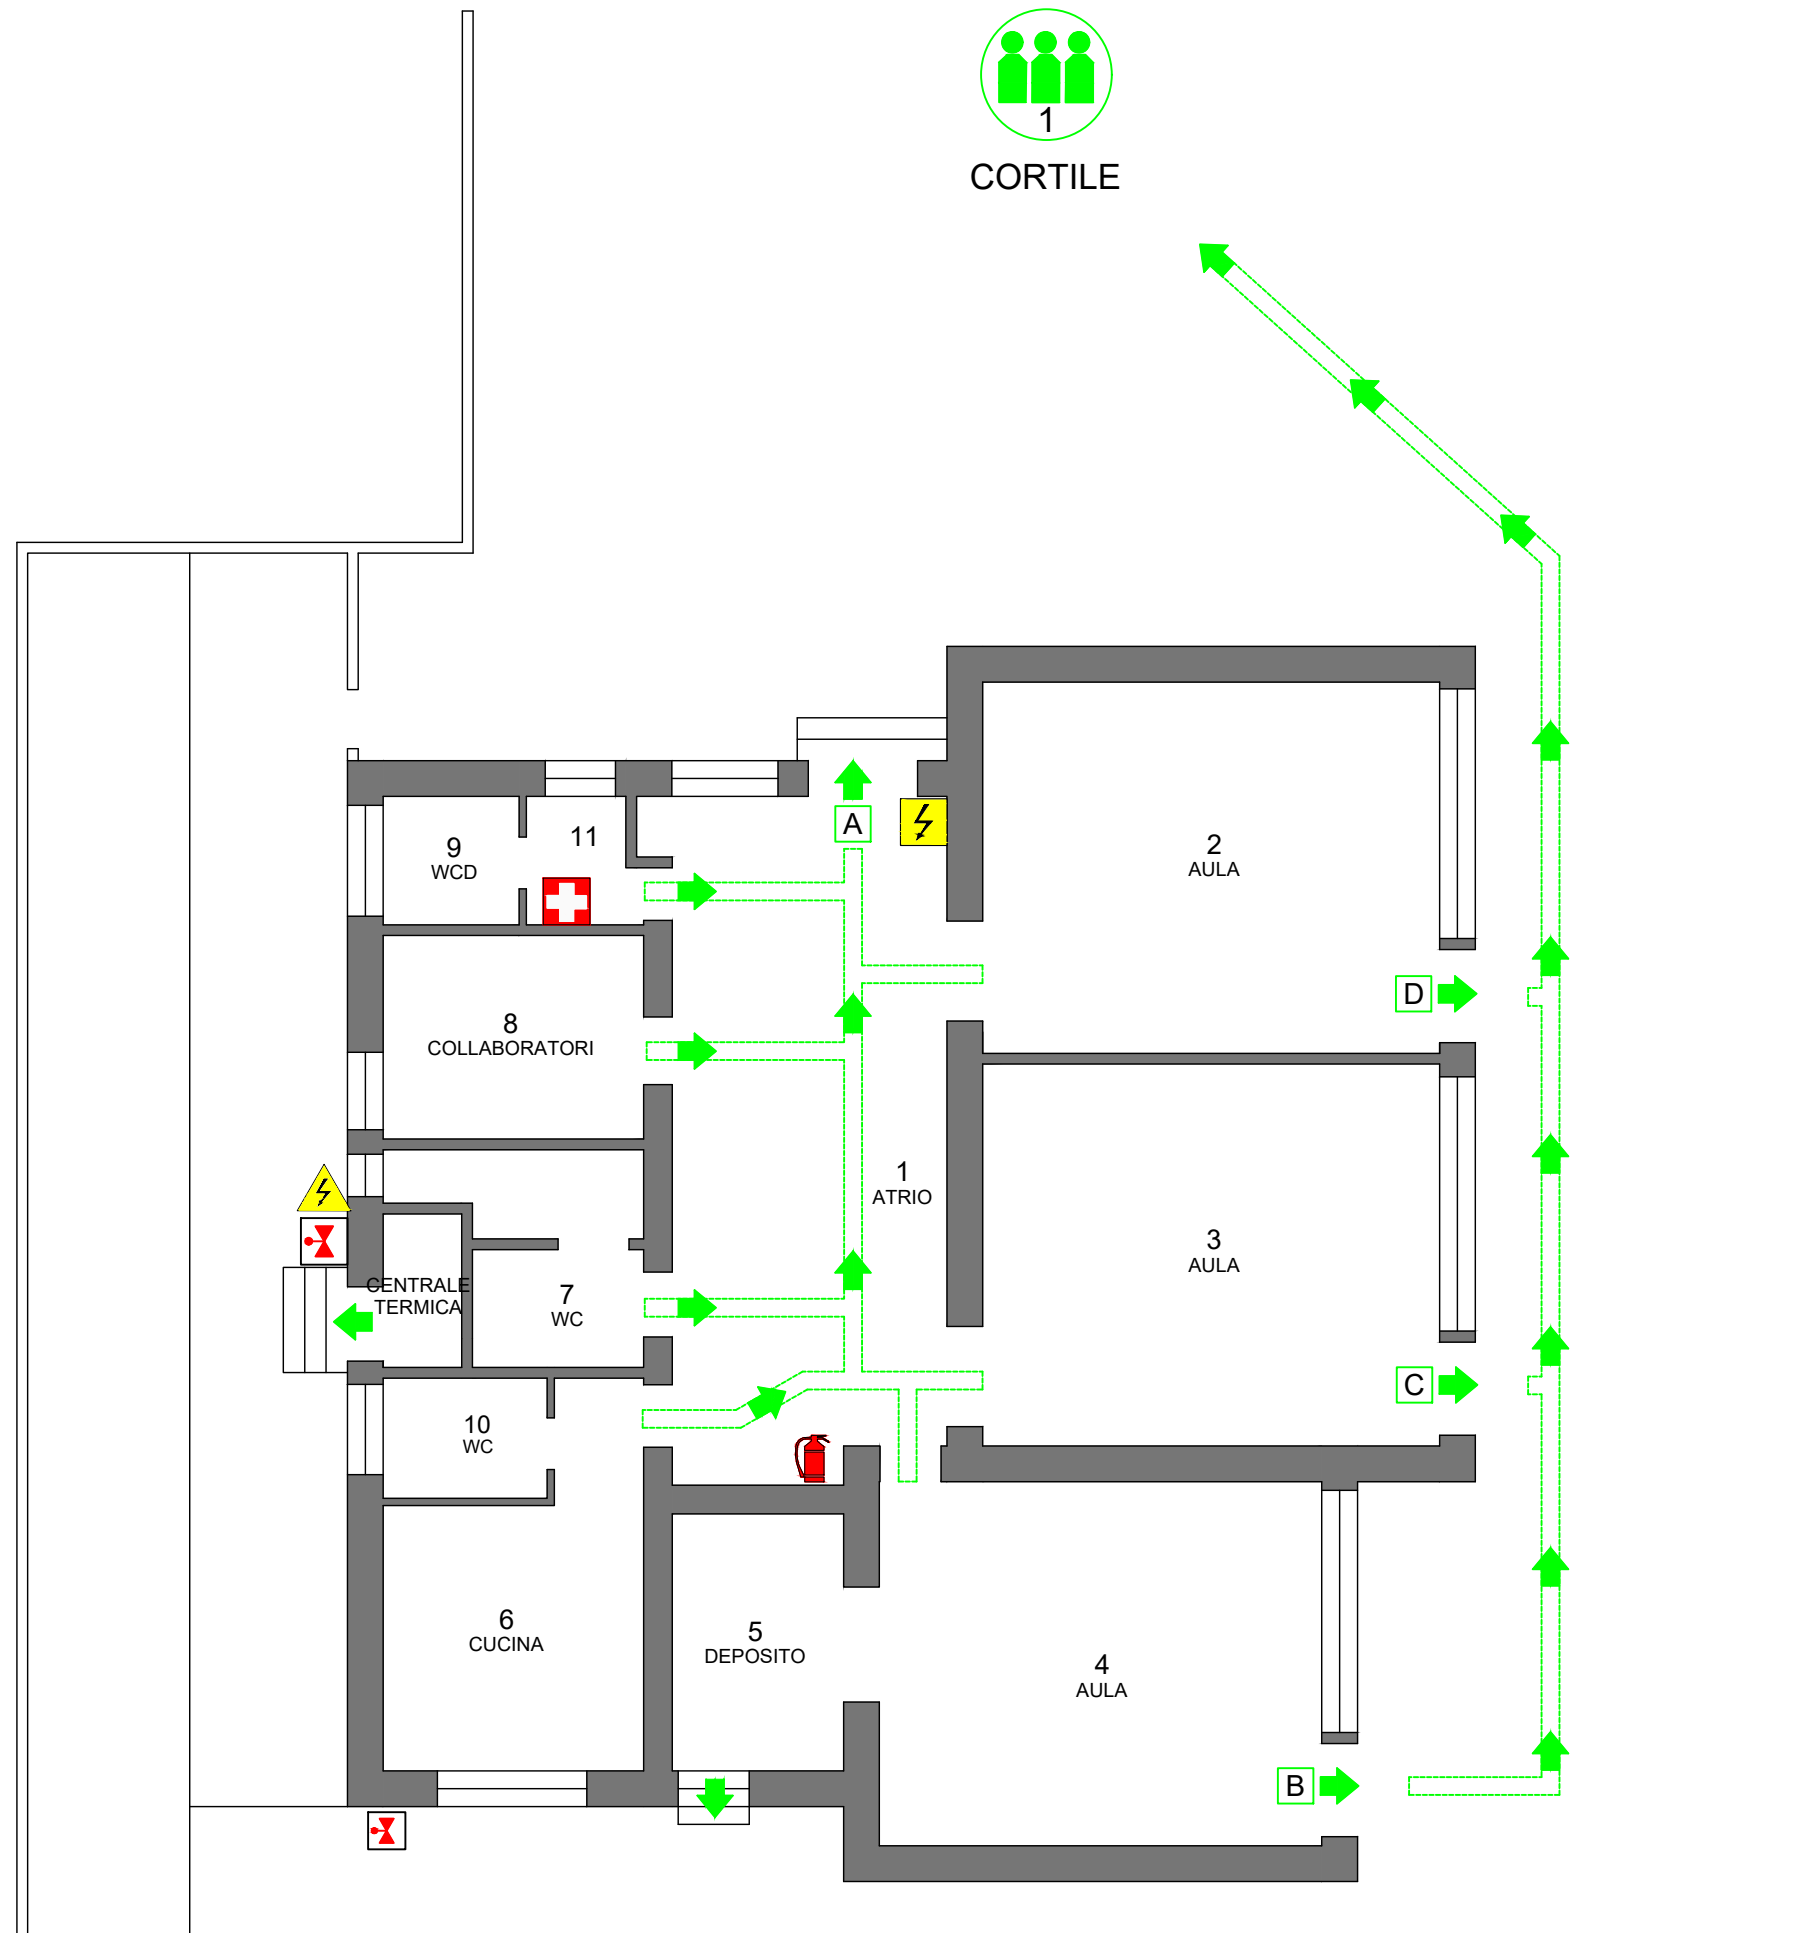 1
CORTILE
A
9
WCD
11
2
AULA
D
8
COLLABORATORI
1
ATRIO
3
AULA
CENTRALE
TERMICA
7
WC
C
10
WC
6
CUCINA
5
DEPOSITO
4
AULA
B